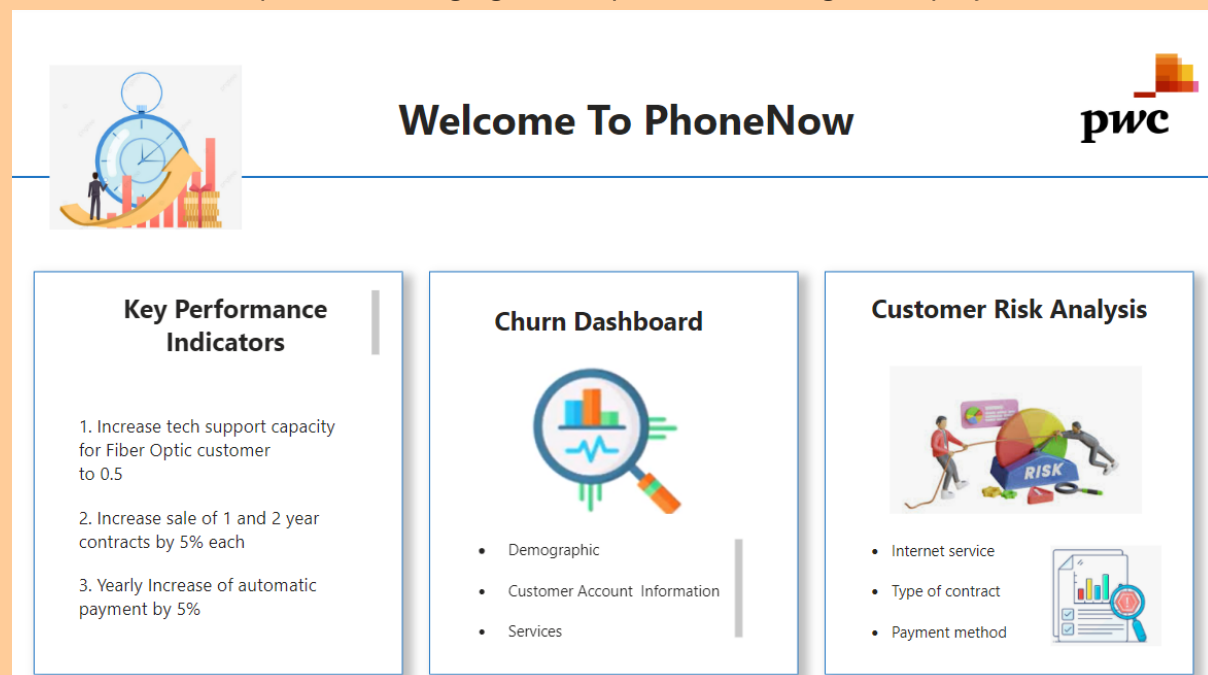 Welcome To PhoneNow
pwc
Key Performance
Indicators
1. Increase tech support capacity
for Fiber Optic customer
to 0.5
2. Increase sale of 1 and 2 year
contracts by 5% each
3. Yearly Increase of automatic
payment by 5%
Churn Dashboard
• Demographic
• Customer Account Information
• Services
Customer Risk Analysis
RISK
• Internet service
• Type of contract
• Payment method